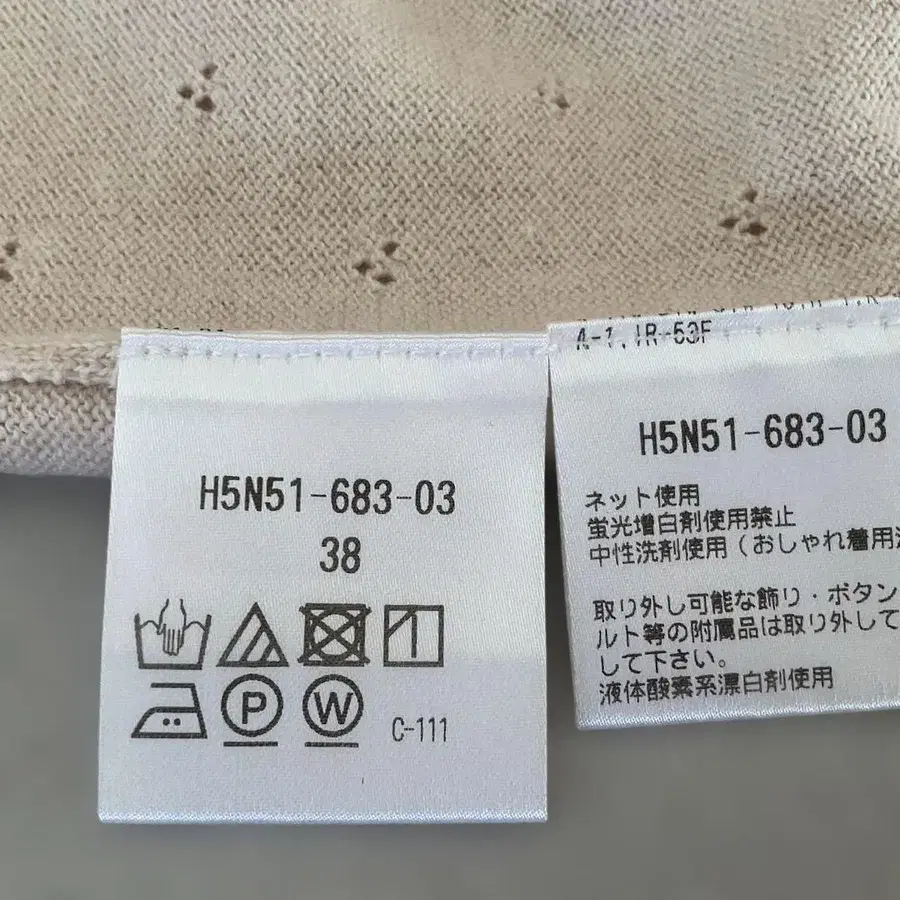 H5N51-683-03
38
P
W
C-111
A-1.IR-53F
H5N51-683-03
ネット使用
蛍光増白剤使用禁止
中性洗剤使用(おしゃれ着用
取り外し可能な飾り・ボタン
ルト等の附属品は取り外して
して下さい。
液体酸素系漂白剤使用